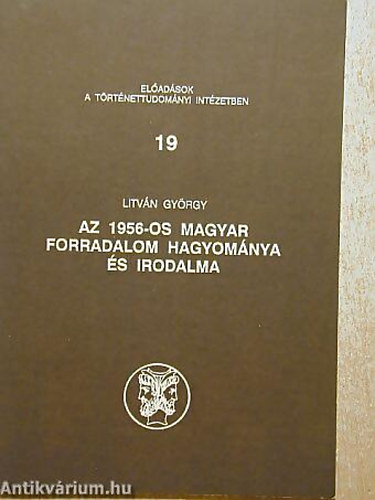 ELŐADÁSOK
A TÖRTÉNETTUDOMÁNYI INTÉZETBEN
19
LITVÁN GYÖRGY
AZ 1956-OS MAGYAR
FORRADALOM HAGYOMÁNYA
ÉS IRODALMA
Antikvárium.hu